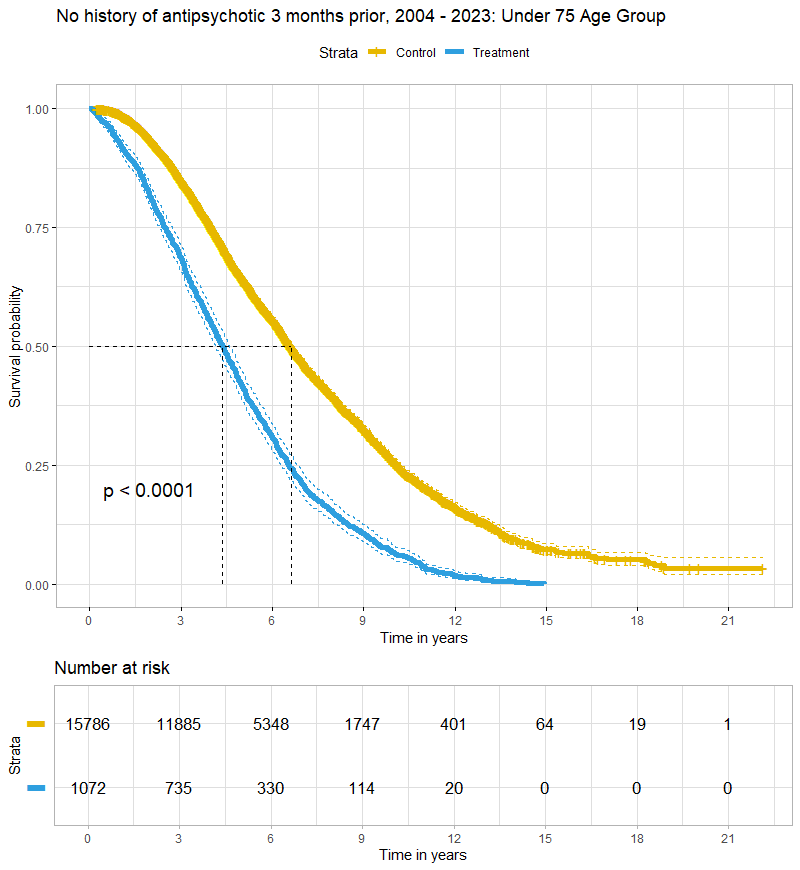 No history of antipsychotic 3 months prior, 2004 - 2023: Under 75 Age Group
Strata Control Treatment
Survival probability
1.00
0.75
0.50
0.25
0.00
p < 0.0001
0 3 6 9 12 15 18 21
Time in years
Number at risk
Strata
15786 11885 5348 1747 401 64 19 1
1072 735 330 114 20 0 0 0
0 3 6 9 12 15 18 21
Time in years